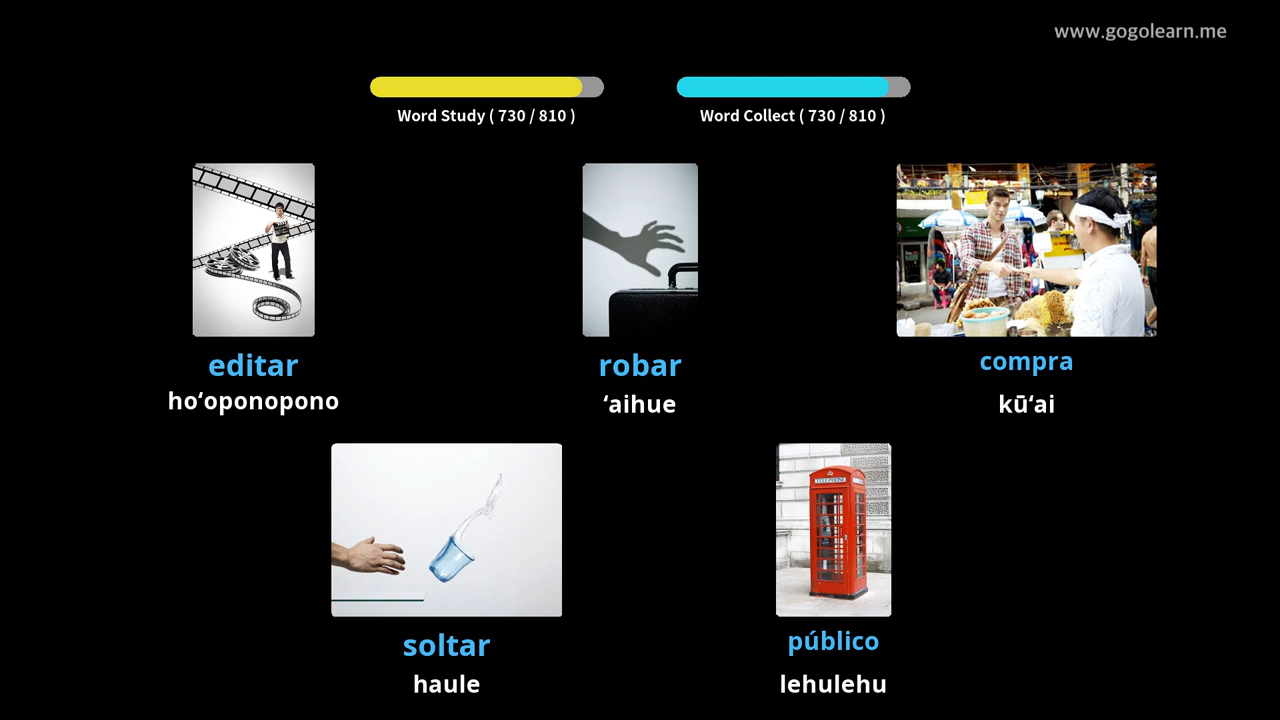 www.gogolearn.me
Word Study ( 730 / 810 )
Word Collect ( 730 / 810 )
editar
hoʻoponopono
robar
ʻaihue
compra
kūʻai
TELEPHONE
soltar
haule
público
lehulehu